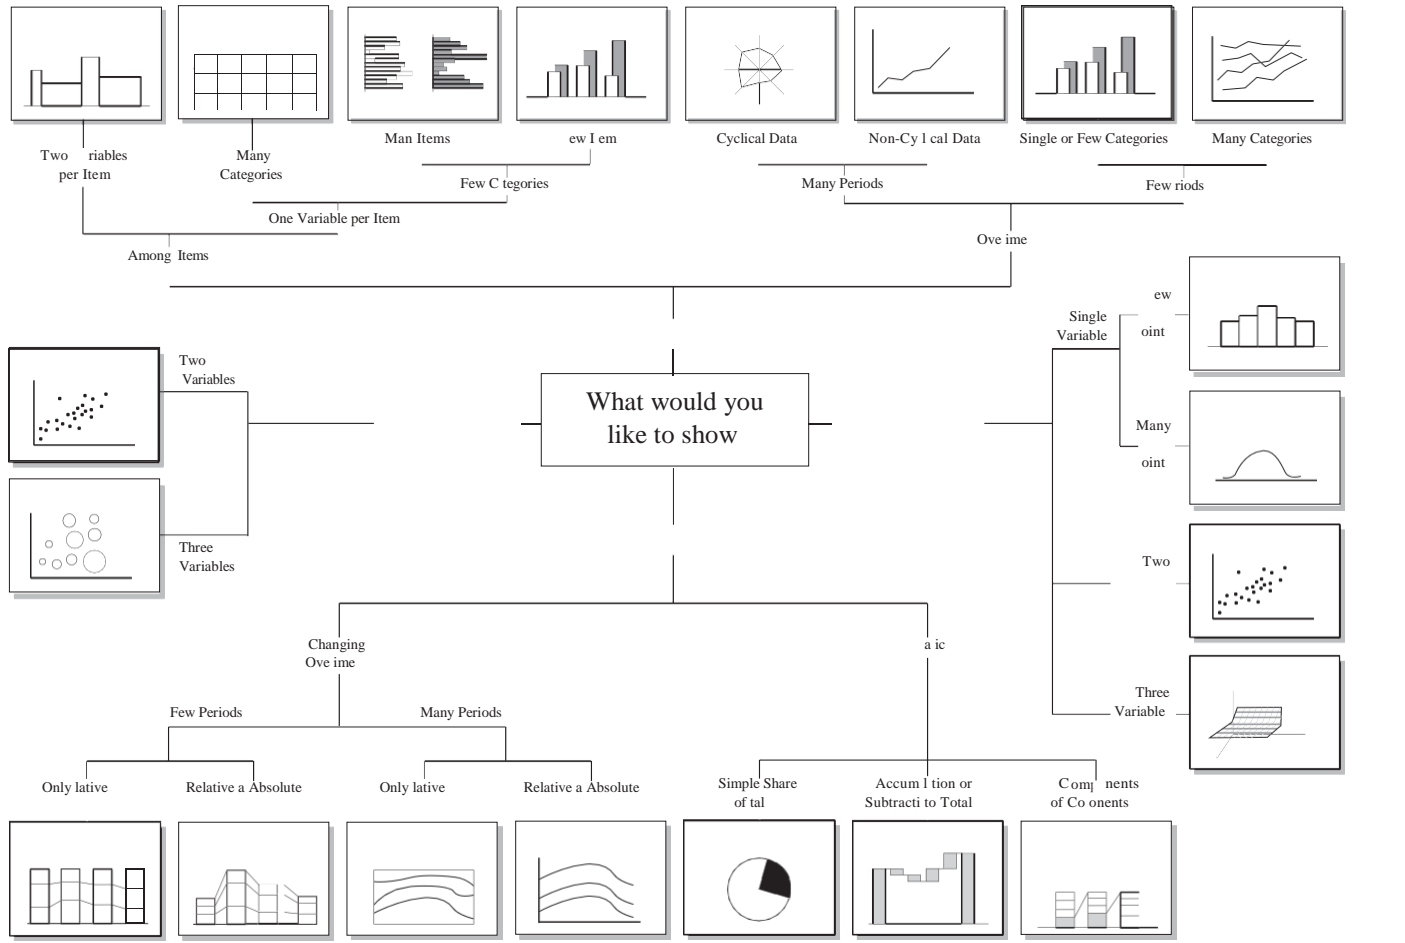 Man Items
ew I em
Cyclical Data
Non-Cy l cal Data
Single or Few Categories
Many Categories
Two riables
per Item
Many
Categories
Few C tegories
Many Periods
Few riods
One Variable per Item
Among Items
Ove ime
What would you
like to show
Two
Variables
Three
Variables
Single
Variable
ew
oint
Many
oint
Two
Three
Variable
Changing
Ove ime
a ic
Few Periods
Many Periods
Only lative
Relative a Absolute
Only lative
Relative a Absolute
Simple Share
of tal
Accum l tion or
Subtracti to Total
Comp nents
of Co onents